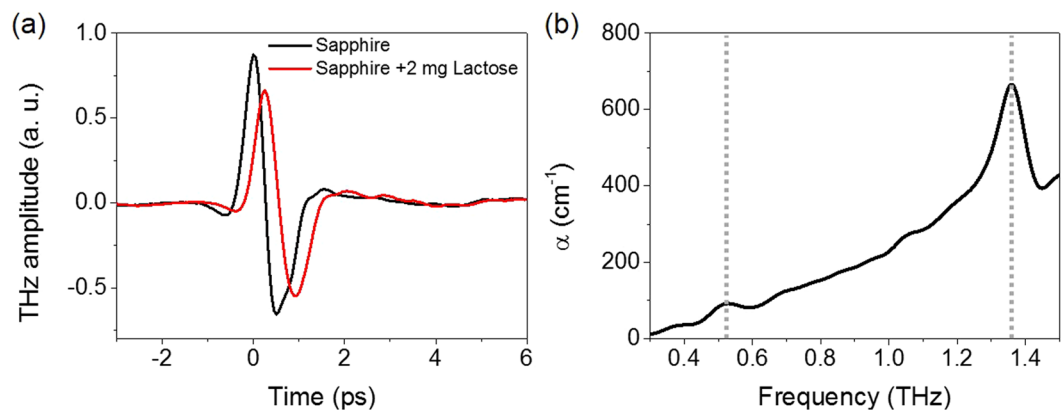 (a)
1.0
0.5
0.0
-0.5
THz amplitude (a. u.)
Sapphire
Sapphire +2 mg Lactose
-2 0 2 4 6
Time (ps)
(b)
800
600
400
200
0
α (cm⁻¹)
0.4 0.6 0.8 1.0 1.2 1.4
Frequency (THz)